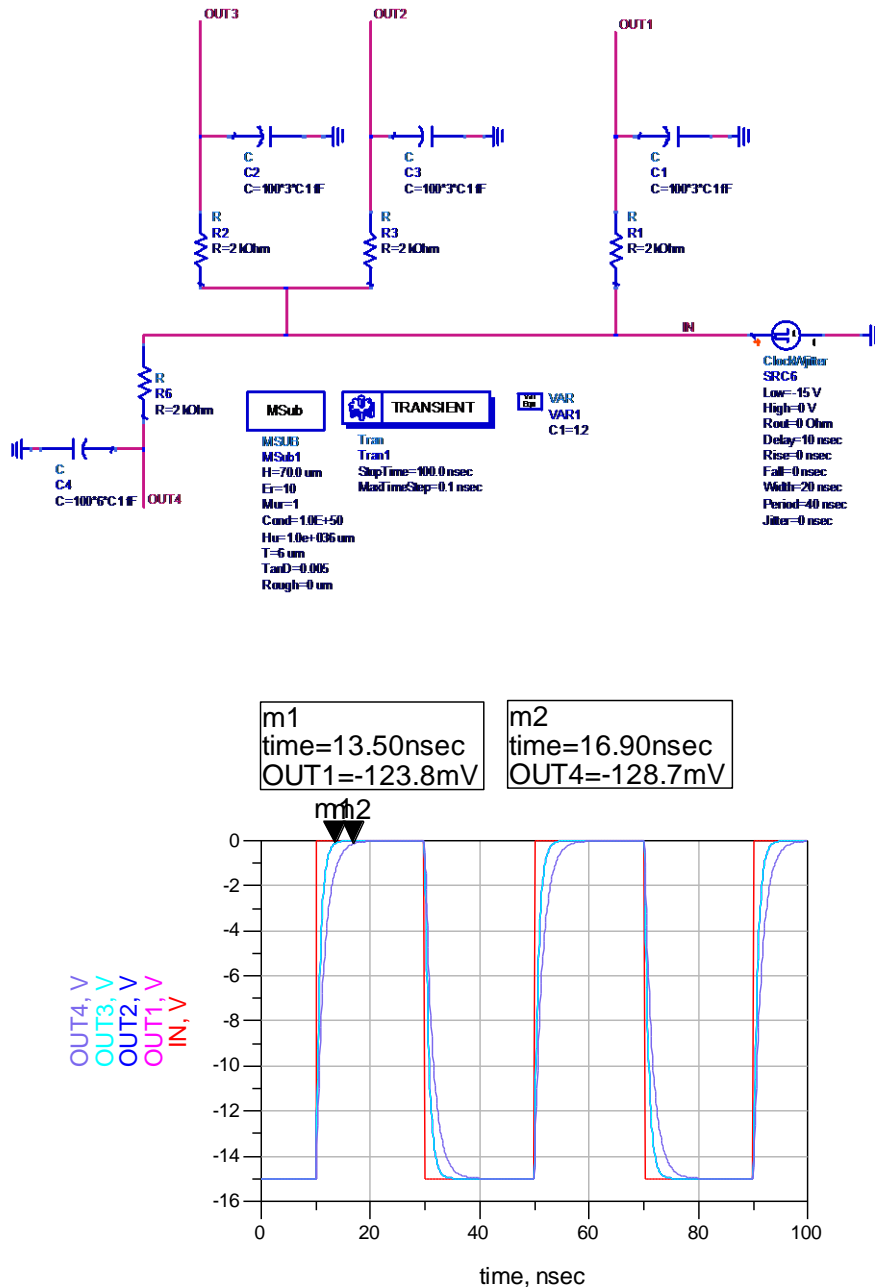 OUT3
OUT2
OUT1
C
C2
C=100*3*C1 fF
C
C3
C=100*3*C1 fF
C
C1
C=100*3*C1 fF
R
R2
R=2 kOhm
R
R3
R=2 kOhm
R
R1
R=2 kOhm
IN
R
R6
R=2 kOhm
C
C4
C=100*6*C1 fF
OUT4
MSub
MSUB
MSub1
H=70.0 um
Er=10
Mur=1
Cond=1.0E+50
Hu=1.0e+036 um
T=6 um
TanD=0.005
Rough=0 um
TRANSIENT
Tran
Tran1
StopTime=100.0 nsec
MaxTimeStep=0.1 nsec
Var
Eqn
VAR
VAR1
ClockWjitter
SRC6
Low=-15 V
High=0 V
Rout=0 Ohm
Delay=10 nsec
Rise=0 nsec
Fall=0 nsec
Width=20 nsec
Period=40 nsec
Jitter=0 nsec
m1
time=13.50nsec
OUT1=-123.8mV
m2
time=16.90nsec
OUT4=-128.7mV
m1
m2
0
-2
-4
-6
-8
-10
-12
-14
-16
0
20
40
60
80
100
OUT4, V
OUT3, V
OUT2, V
OUT1, V
IN, V
time, nsec